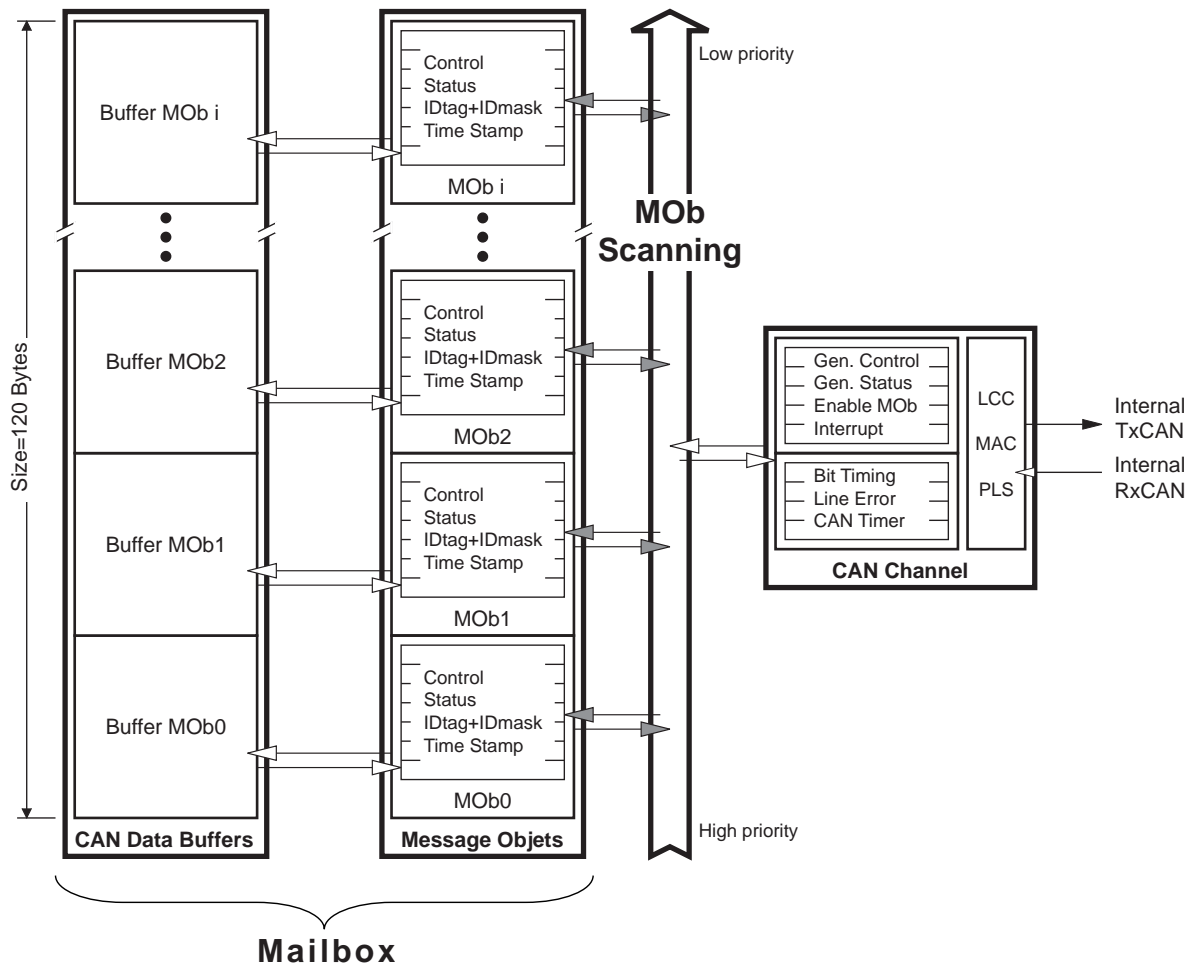 Size=120 Bytes
Buffer MOb i
Buffer MOb2
Buffer MOb1
Buffer MOb0
CAN Data Buffers
Control
Status
IDtag+IDmask
Time Stamp
MOb i
Control
Status
IDtag+IDmask
Time Stamp
MOb2
Control
Status
IDtag+IDmask
Time Stamp
MOb1
Control
Status
IDtag+IDmask
Time Stamp
MOb0
Message Objets
Mailbox
Low priority
MOb
Scanning
High priority
Gen. Control
Gen. Status
Enable MOb
Interrupt
Bit Timing
Line Error
CAN Timer
LCC
MAC
PLS
CAN Channel
Internal
TxCAN
Internal
RxCAN